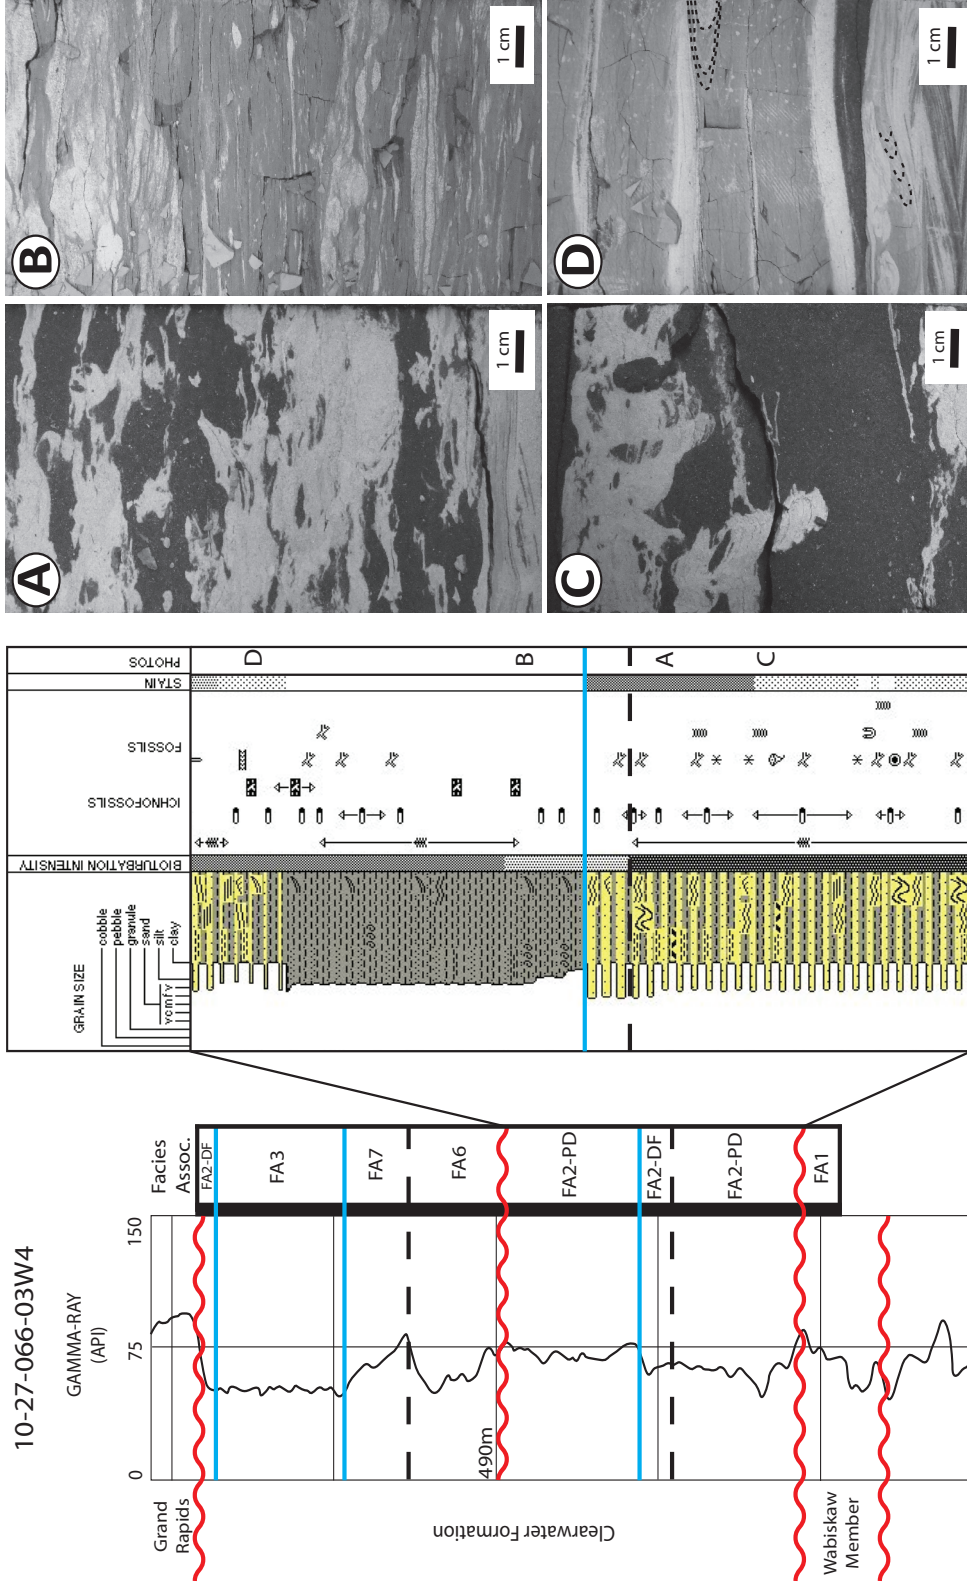 10-27-066-03W4
GAMMA-RAY
(API)
0
75
150
Facies
Assoc.
Grand
Rapids
Clearwater Formation
Wabiskaw
Member
490m
FA2-DF
FA3
FA7
FA6
FA2-PD
FA2-DF
FA2-PD
FA1
GRAIN SIZE
cobble
pebble
granule
sand
silt
clay
vcmfv
BIOTURBATION INTENSITY
ICHNOFOSSILS
FOSSILS
STAIN
PHOTOS
D
B
A
C
A
1 cm
B
1 cm
C
1 cm
D
1 cm